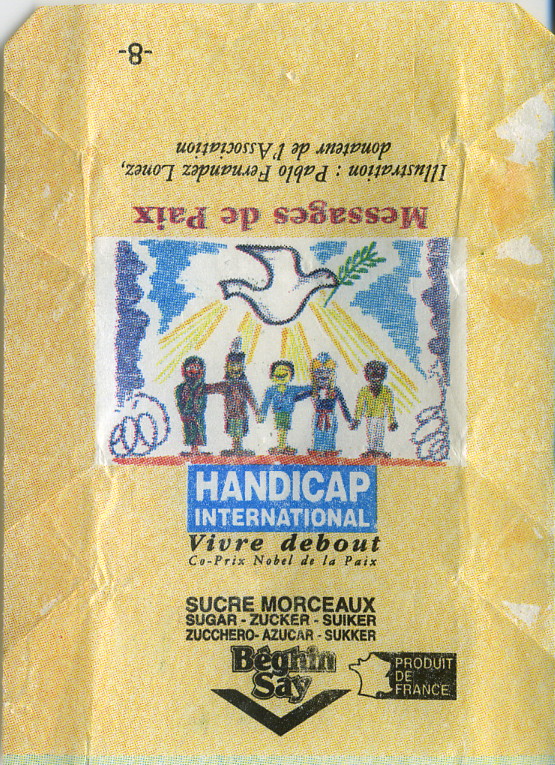 -8-
Illustration : Pablo Fernandez Lonez,
donateur de l'Association
Messages de Paix
HANDICAP
INTERNATIONAL
Vivre debout
Co-Prix Nobel de la Paix
SUCRE MORCEAUX
SUGAR - ZUCKER - SUIKER
ZUCCHERO - AZUCAR - SUKKER
Béghin
Say
PRODUIT
DE
FRANCE